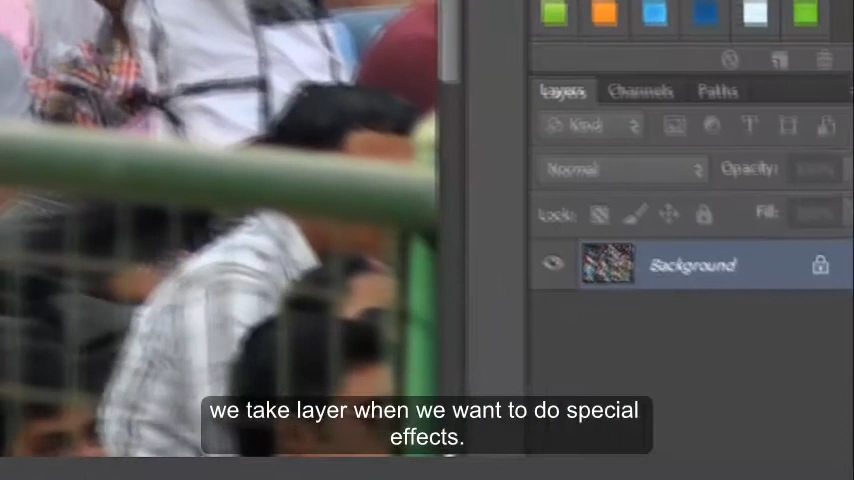 Layers Channels Paths
Kind
Normal Opacity:
Lock: Fill:
Background
we take layer when we want to do special
effects.